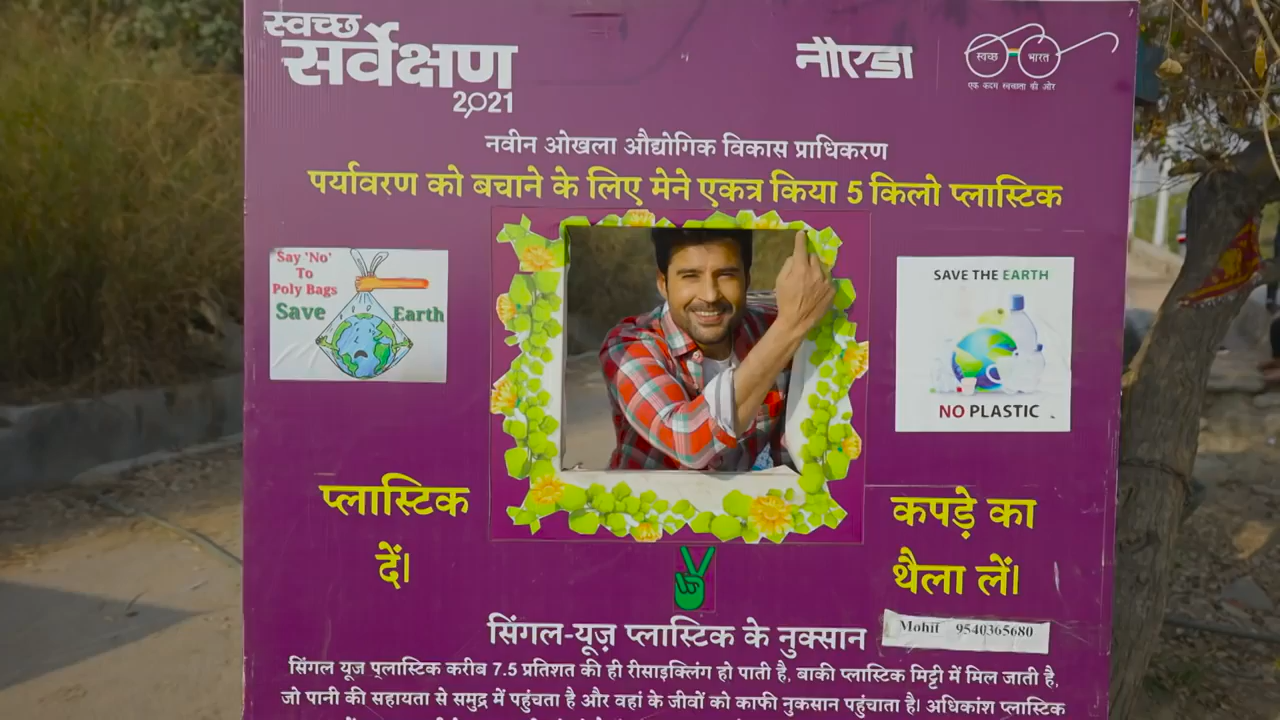 स्वच्छ
सर्वेक्षण
2021
नौएडा
स्वच्छ भारत
एक कदम स्वच्छता की ओर
नवीन ओखला औद्योगिक विकास प्राधिकरण
पर्यावरण को बचाने के लिए मेने एकत्र किया 5 किलो प्लास्टिक
Say 'No'
To
Poly Bags
Save Earth
SAVE THE EARTH
NO PLASTIC
प्लास्टिक
दें।
कपड़े का
थैला लें।
Mohit 9540365680
सिंगल-यूज़ प्लास्टिक के नुक्सान
सिंगल यूज प्लास्टिक करीब 7.5 प्रतिशत की ही रीसाइक्लिंग हो पाती है, बाकी प्लास्टिक मिट्टी में मिल जाती है,
जो पानी की सहायता से समुद्र में पहुंचता है और वहां के जीवों को काफी नुकसान पहुंचाता है। अधिकांश प्लास्टिक